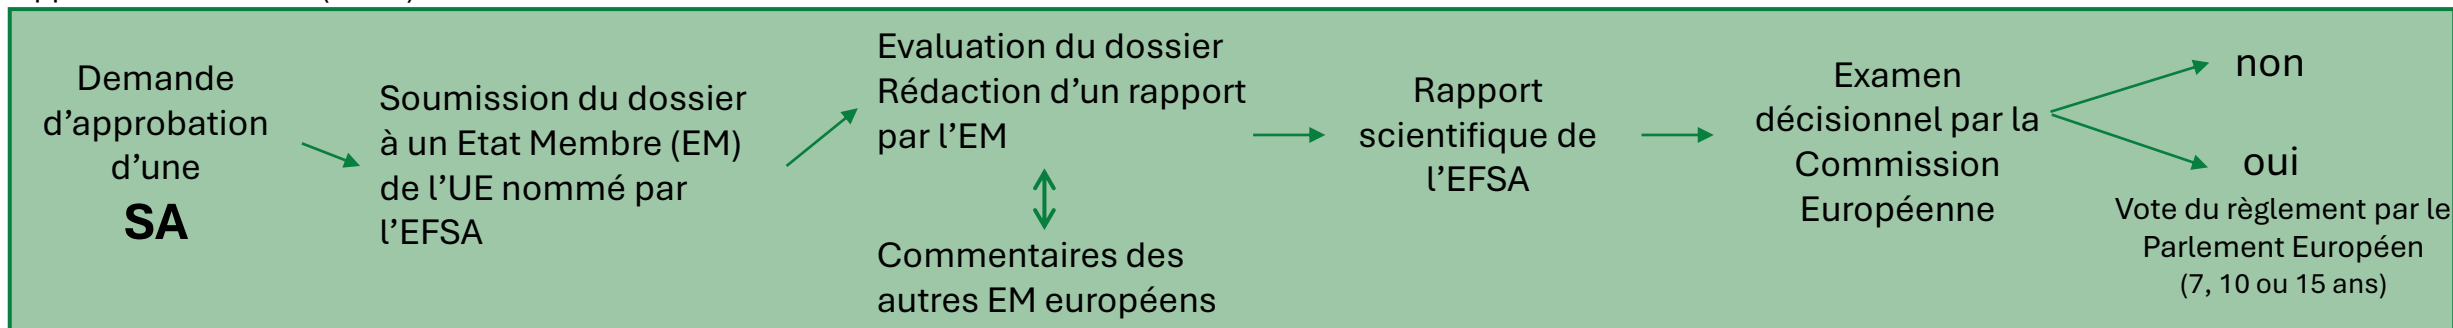 Demande
d’approbation
d’une
SA
Soumission du dossier
à un Etat Membre (EM)
de l’UE nommé par
l’EFSA
Evaluation du dossier
Rédaction d’un rapport
par l’EM
Commentaires des
autres EM européens
Rapport
scientifique de
l’EFSA
Examen
décisionnel par la
Commission
Européenne
non
oui
Vote du règlement par le
Parlement Européen
(7, 10 ou 15 ans)